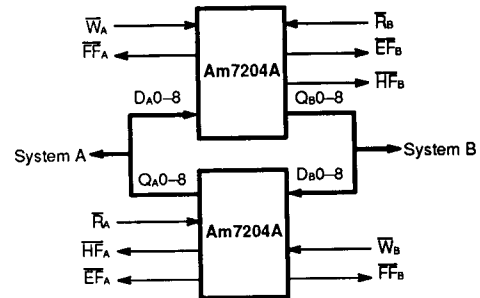 W̅A R̅B
F̅F̅A E̅F̅B
Am7204A
H̅F̅B
DA0–8 QB0–8
System A System B
QA0–8 DB0–8
R̅A
Am7204A
H̅F̅A W̅B
E̅F̅A F̅F̅B